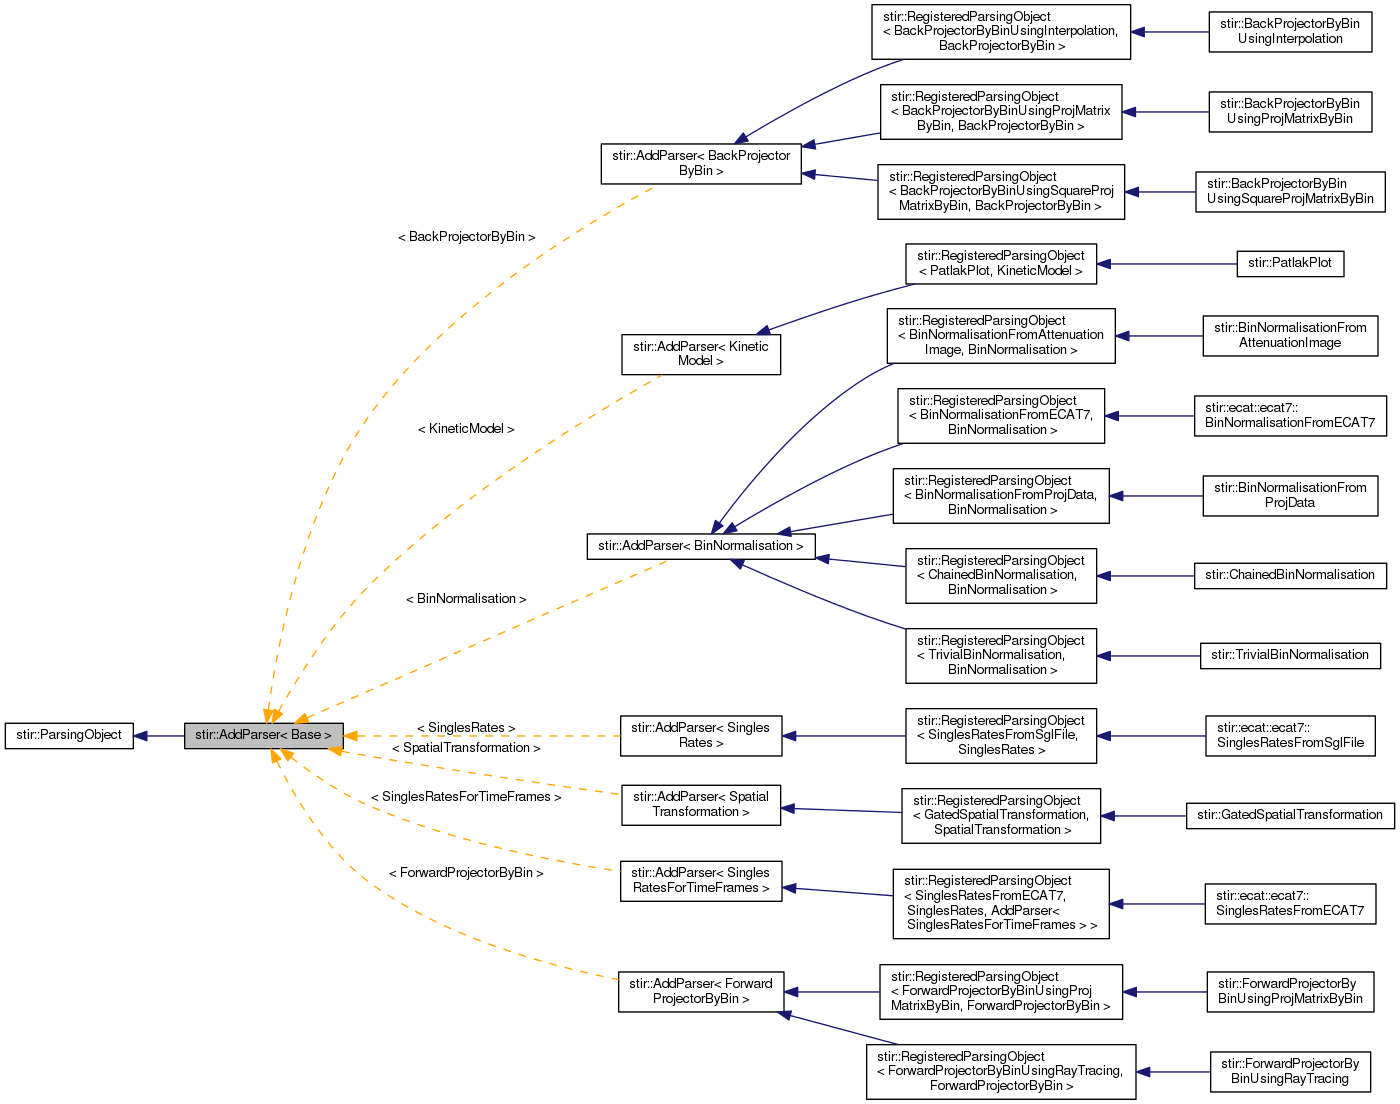 stir::ParsingObject
stir::AddParser< Base >
< BackProjectorByBin >
< KineticModel >
< BinNormalisation >
< SinglesRates >
< SpatialTransformation >
< SinglesRatesForTimeFrames >
< ForwardProjectorByBin >
stir::AddParser< BackProjector
ByBin >
stir::AddParser< Kinetic
Model >
stir::AddParser< BinNormalisation >
stir::AddParser< Singles
Rates >
stir::AddParser< Spatial
Transformation >
stir::AddParser< Singles
RatesForTimeFrames >
stir::AddParser< Forward
ProjectorByBin >
stir::RegisteredParsingObject
< BackProjectorByBinUsingInterpolation,
BackProjectorByBin >
stir::RegisteredParsingObject
< BackProjectorByBinUsingProjMatrix
ByBin, BackProjectorByBin >
stir::RegisteredParsingObject
< BackProjectorByBinUsingSquareProj
MatrixByBin, BackProjectorByBin >
stir::RegisteredParsingObject
< PatlakPlot, KineticModel >
stir::RegisteredParsingObject
< BinNormalisationFromAttenuation
Image, BinNormalisation >
stir::RegisteredParsingObject
< BinNormalisationFromECAT7,
BinNormalisation >
stir::RegisteredParsingObject
< BinNormalisationFromProjData,
BinNormalisation >
stir::RegisteredParsingObject
< ChainedBinNormalisation,
BinNormalisation >
stir::RegisteredParsingObject
< TrivialBinNormalisation,
BinNormalisation >
stir::RegisteredParsingObject
< SinglesRatesFromSglFile,
SinglesRates >
stir::RegisteredParsingObject
< GatedSpatialTransformation,
SpatialTransformation >
stir::RegisteredParsingObject
< SinglesRatesFromECAT7,
SinglesRates, AddParser<
SinglesRatesForTimeFrames > >
stir::RegisteredParsingObject
< ForwardProjectorByBinUsingProj
MatrixByBin, ForwardProjectorByBin >
stir::RegisteredParsingObject
< ForwardProjectorByBinUsingRayTracing,
ForwardProjectorByBin >
stir::BackProjectorByBin
UsingInterpolation
stir::BackProjectorByBin
UsingProjMatrixByBin
stir::BackProjectorByBin
UsingSquareProjMatrixByBin
stir::PatlakPlot
stir::BinNormalisationFrom
AttenuationImage
stir::ecat::ecat7::
BinNormalisationFromECAT7
stir::BinNormalisationFrom
ProjData
stir::ChainedBinNormalisation
stir::TrivialBinNormalisation
stir::ecat::ecat7::
SinglesRatesFromSglFile
stir::GatedSpatialTransformation
stir::ecat::ecat7::
SinglesRatesFromECAT7
stir::ForwardProjectorBy
BinUsingProjMatrixByBin
stir::ForwardProjectorBy
BinUsingRayTracing